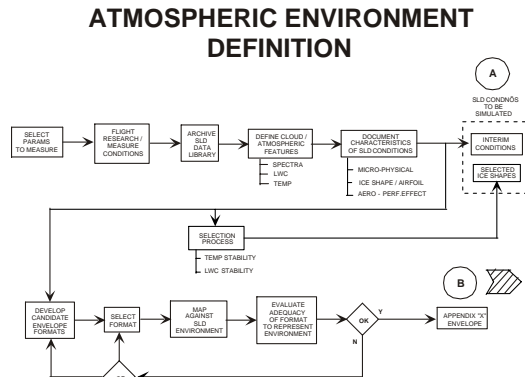 ATMOSPHERIC ENVIRONMENT
DEFINITION
A
SLD CONDNÕS
TO BE
SIMULATED
SELECT
PARAMS
TO MEASURE
FLIGHT
RESEARCH /
MEASURE
CONDITIONS
ARCHIVE
SLD
DATA
LIBRARY
DEFINE CLOUD /
ATMOSPHERIC
FEATURES
SPECTRA
LWC
TEMP
DOCUMENT
CHARACTERISTICS
OF SLD CONDITIONS
MICRO-PHYSICAL
ICE SHAPE / AIRFOIL
AERO - PERF.EFFECT
INTERIM
CONDITIONS
SELECTED
ICE SHAPES
SELECTION
PROCESS
TEMP STABILITY
LWC STABILITY
B
DEVELOP
CANDIDATE
ENVELOPE
FORMATS
SELECT
FORMAT
MAP
AGAINST
SLD
ENVIRONMENT
EVALUATE
ADEQUACY
OF FORMAT
TO REPRESENT
ENVIRONMENT
OK
Y
N
APPENDIX "X"
ENVELOPE